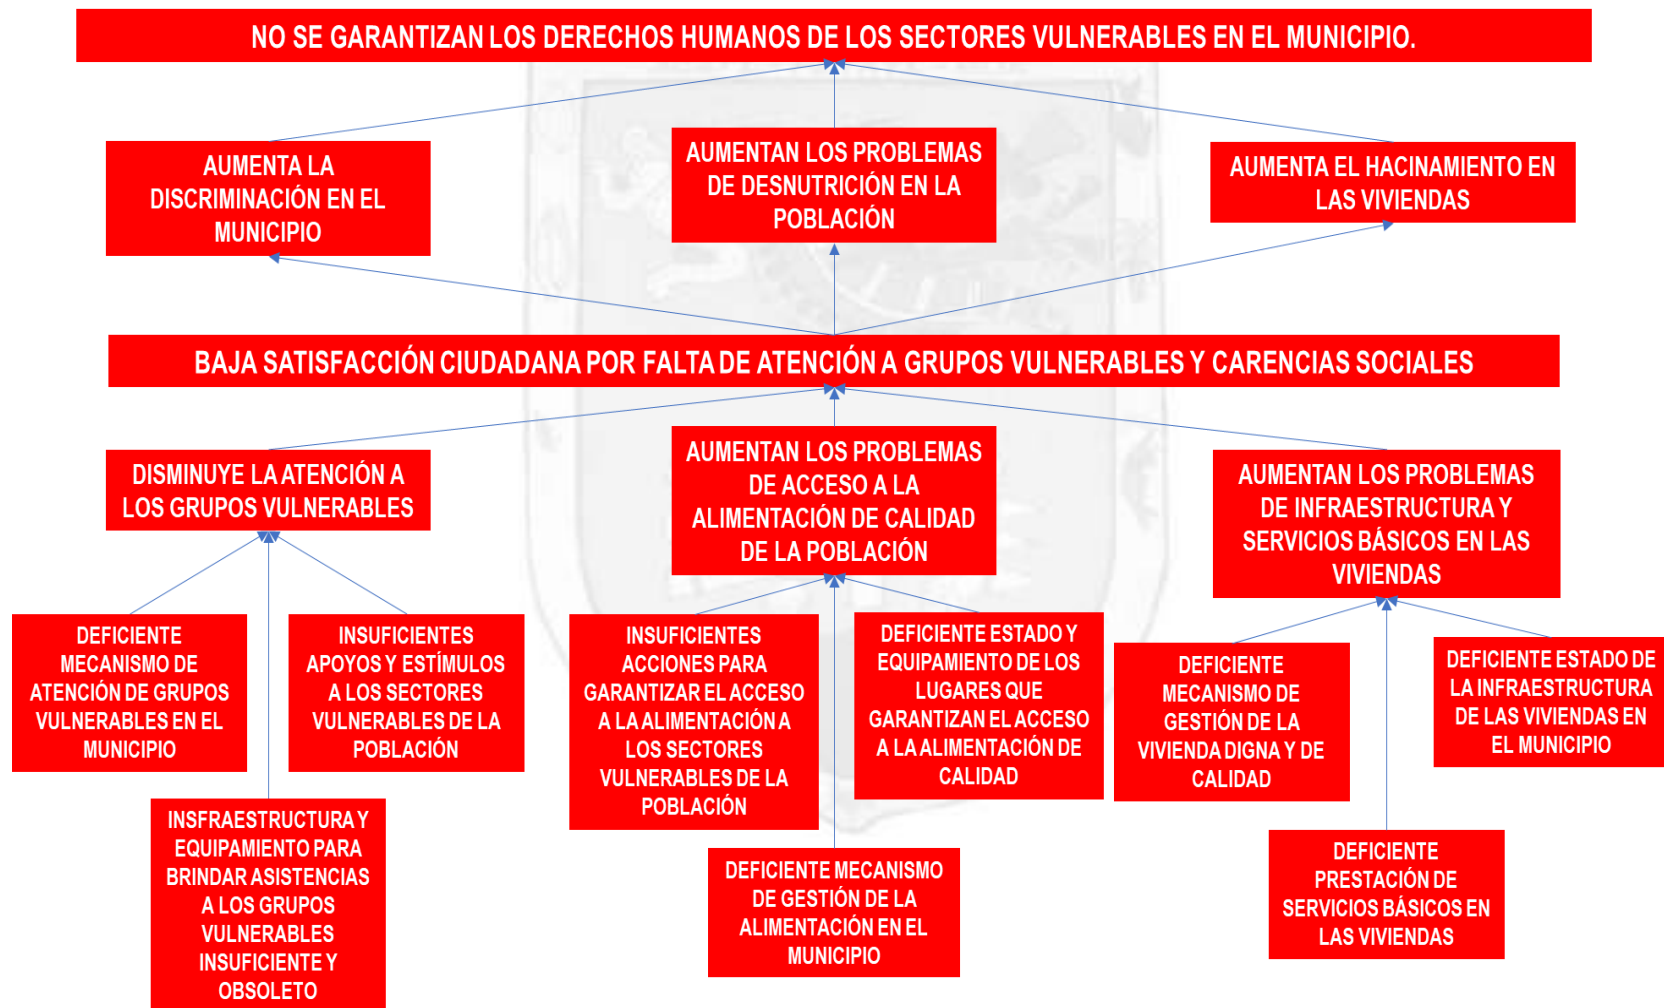 NO SE GARANTIZAN LOS DERECHOS HUMANOS DE LOS SECTORES VULNERABLES EN EL MUNICIPIO.
AUMENTA LA
DISCRIMINACIÓN EN EL
MUNICIPIO
AUMENTAN LOS PROBLEMAS
DE DESNUTRICIÓN EN LA
POBLACIÓN
AUMENTA EL HACINAMIENTO EN
LAS VIVIENDAS
BAJA SATISFACCIÓN CIUDADANA POR FALTA DE ATENCIÓN A GRUPOS VULNERABLES Y CARENCIAS SOCIALES
DISMINUYE LA ATENCIÓN A
LOS GRUPOS VULNERABLES
AUMENTAN LOS PROBLEMAS
DE ACCESO A LA
ALIMENTACIÓN DE CALIDAD
DE LA POBLACIÓN
AUMENTAN LOS PROBLEMAS
DE INFRAESTRUCTURA Y
SERVICIOS BÁSICOS EN LAS
VIVIENDAS
DEFICIENTE
MECANISMO DE
ATENCIÓN DE GRUPOS
VULNERABLES EN EL
MUNICIPIO
INSUFICIENTES
APOYOS Y ESTÍMULOS
A LOS SECTORES
VULNERABLES DE LA
POBLACIÓN
INSUFICIENTES
ACCIONES PARA
GARANTIZAR EL ACCESO
A LA ALIMENTACIÓN A
LOS SECTORES
VULNERABLES DE LA
POBLACIÓN
DEFICIENTE ESTADO Y
EQUIPAMIENTO DE LOS
LUGARES QUE
GARANTIZAN EL ACCESO
A LA ALIMENTACIÓN DE
CALIDAD
DEFICIENTE
MECANISMO DE
GESTIÓN DE LA
VIVIENDA DIGNA Y DE
CALIDAD
DEFICIENTE ESTADO DE
LA INFRAESTRUCTURA
DE LAS VIVIENDAS EN
EL MUNICIPIO
INSFRAESTRUCTURA Y
EQUIPAMIENTO PARA
BRINDAR ASISTENCIAS
A LOS GRUPOS
VULNERABLES
INSUFICIENTE Y
OBSOLETO
DEFICIENTE MECANISMO
DE GESTIÓN DE LA
ALIMENTACIÓN EN EL
MUNICIPIO
DEFICIENTE
PRESTACIÓN DE
SERVICIOS BÁSICOS EN
LAS VIVIENDAS